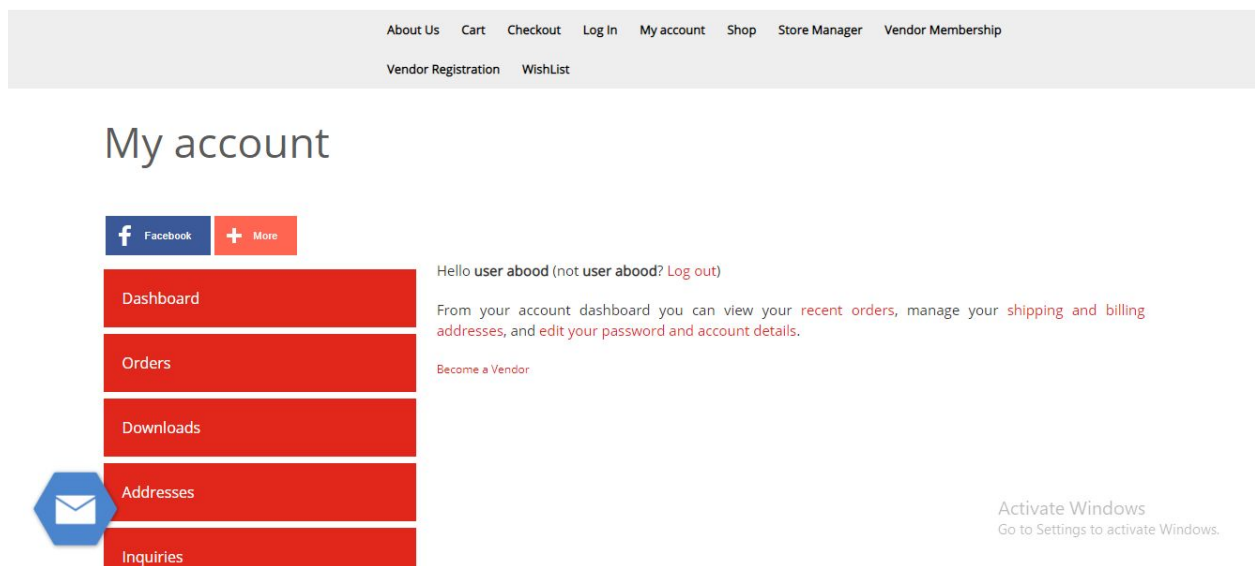 About Us Cart Checkout Log In My account Shop Store Manager Vendor Membership
Vendor Registration WishList
My account
Facebook More
Dashboard
Orders
Downloads
Addresses
Inquiries
Hello user abood (not user abood? Log out)
From your account dashboard you can view your recent orders, manage your shipping and billing
addresses, and edit your password and account details.
Become a Vendor
Activate Windows
Go to Settings to activate Windows.